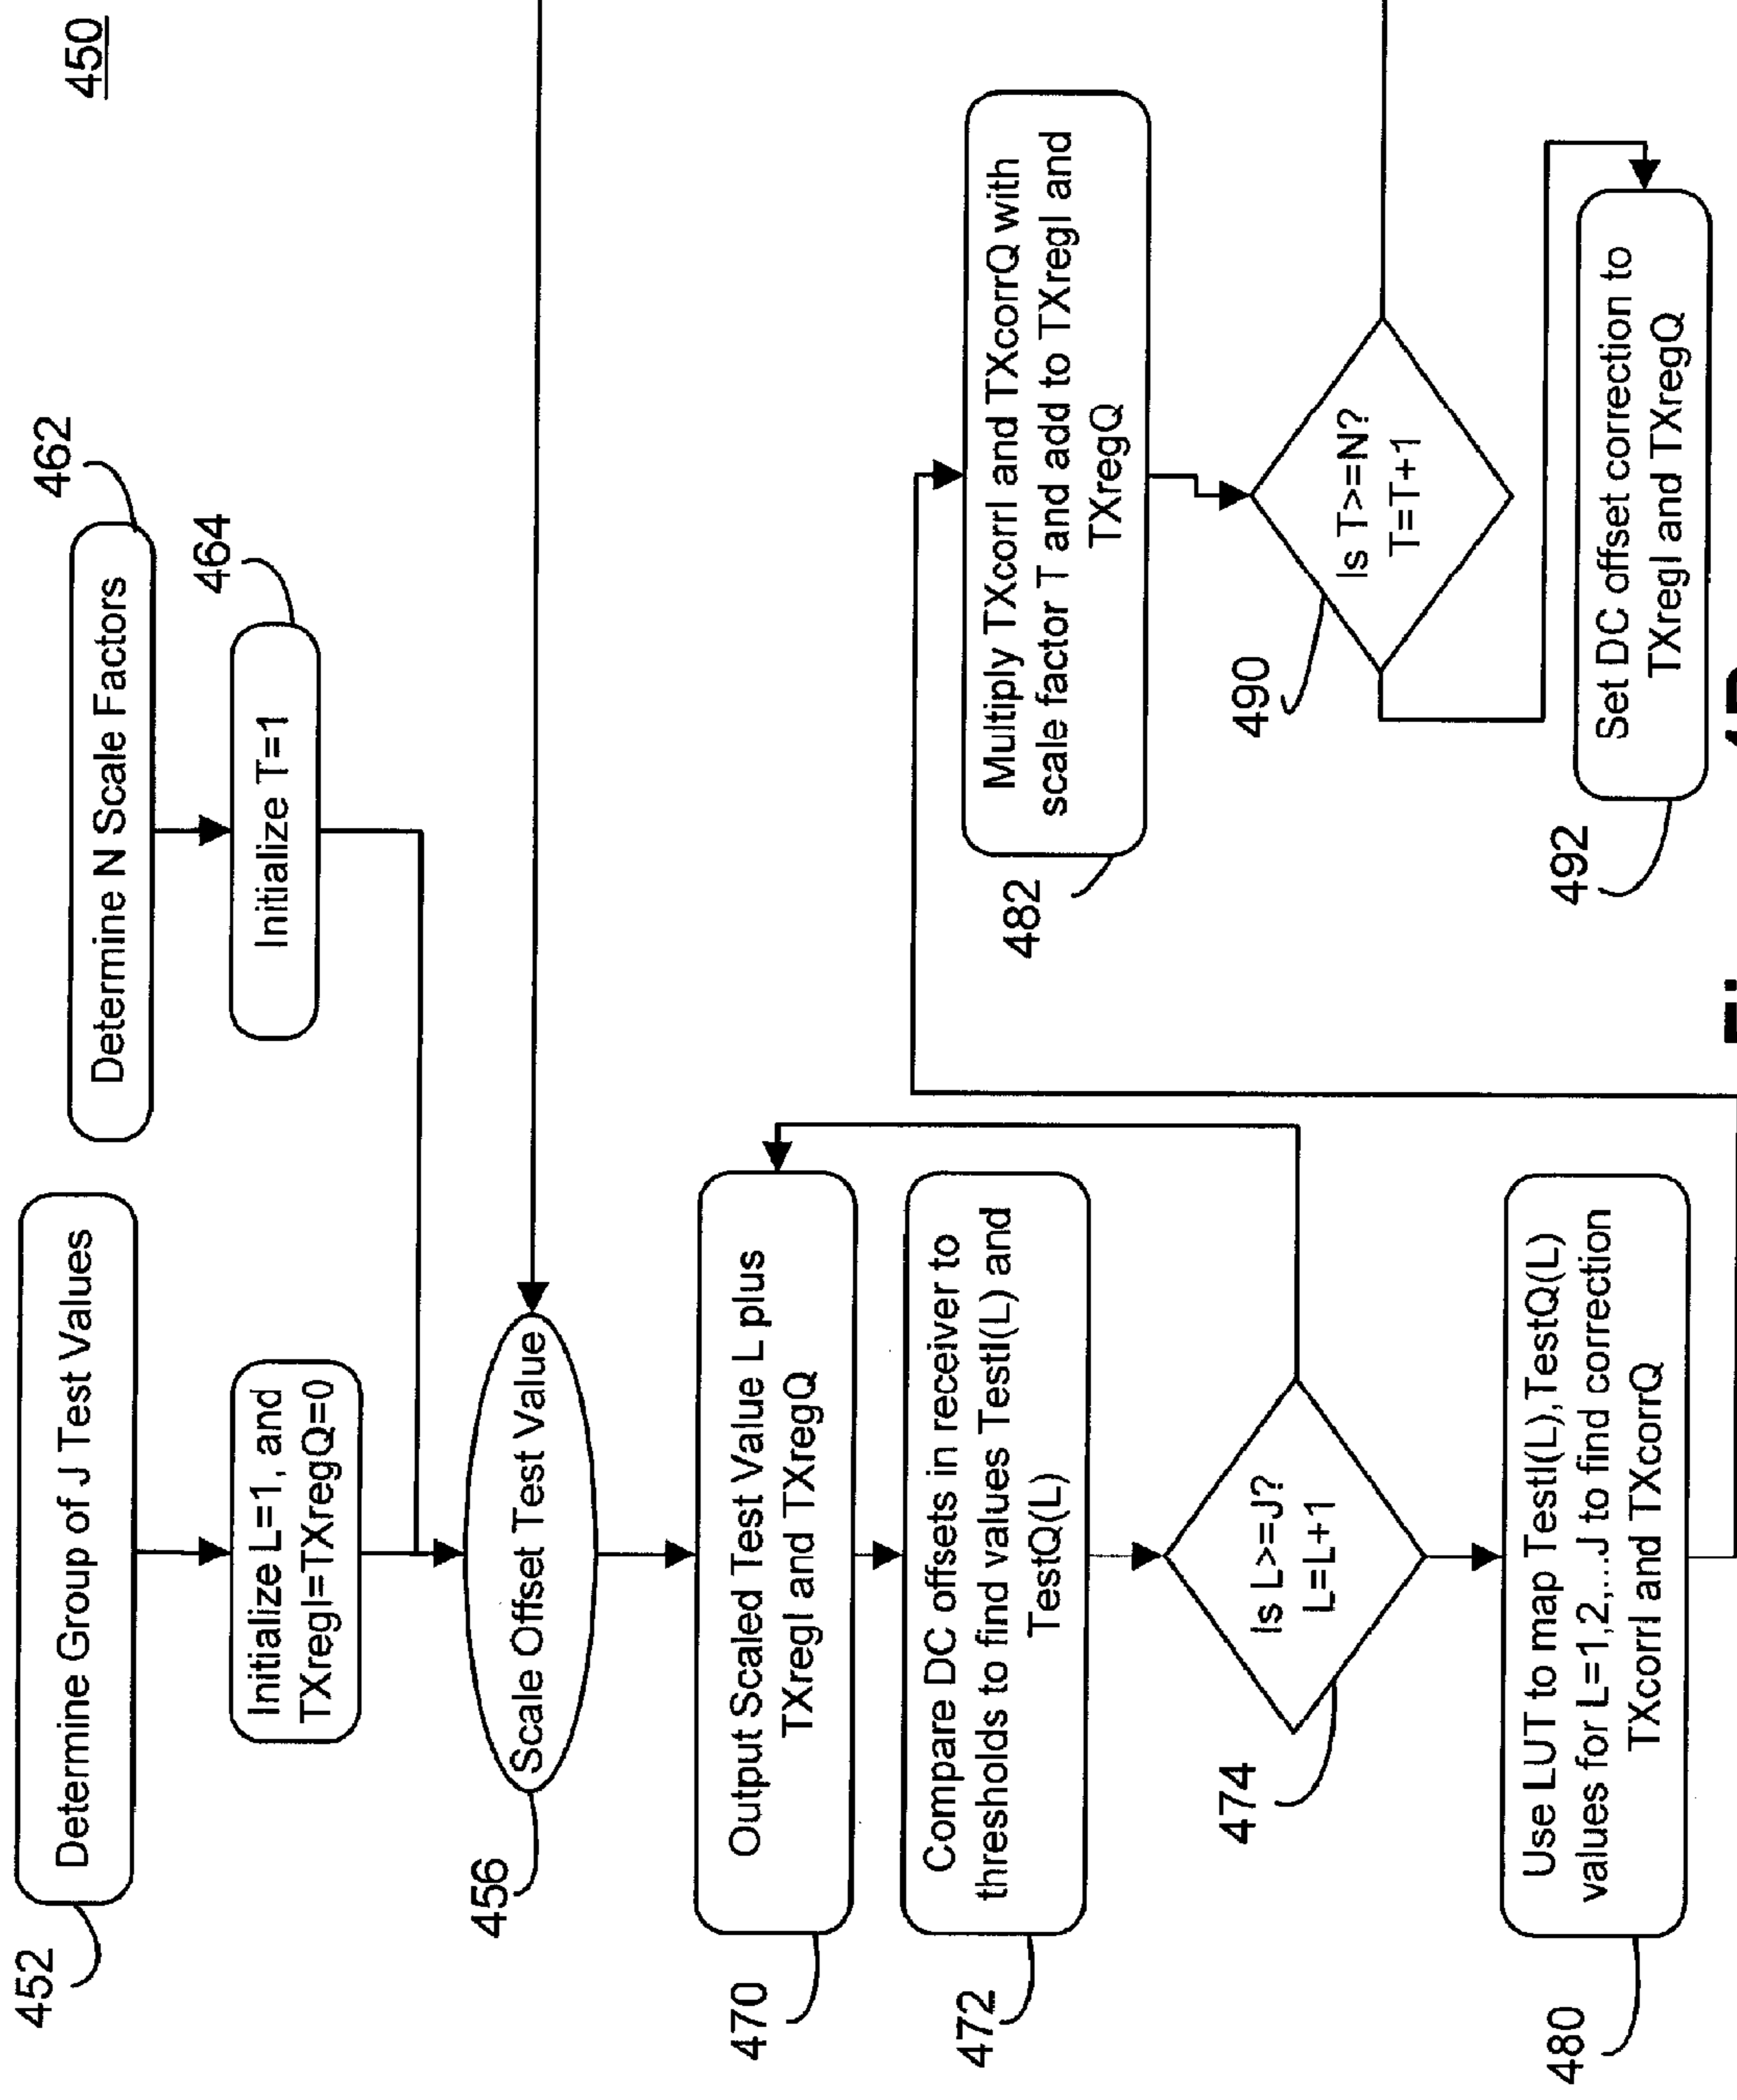 450
452
Determine Group of J Test Values
Initialize L=1, and
TXregI=TXregQ=0
462
Determine N Scale Factors
464
Initialize T=1
456
Scale Offset Test Value
470
Output Scaled Test Value L plus
TXregI and TXregQ
472
Compare DC offsets in receiver to
thresholds to find values TestI(L) and
TestQ(L)
474
Is L>=J?
L=L+1
480
Use LUT to map TestI(L),TestQ(L)
values for L=1,2,...J to find correction
TXcorrI and TXcorrQ
482
Multiply TXcorrI and TXcorrQ with
scale factor T and add to TXregI and
TXregQ
490
Is T>=N?
T=T+1
492
Set DC offset correction to
TXregI and TXregQ